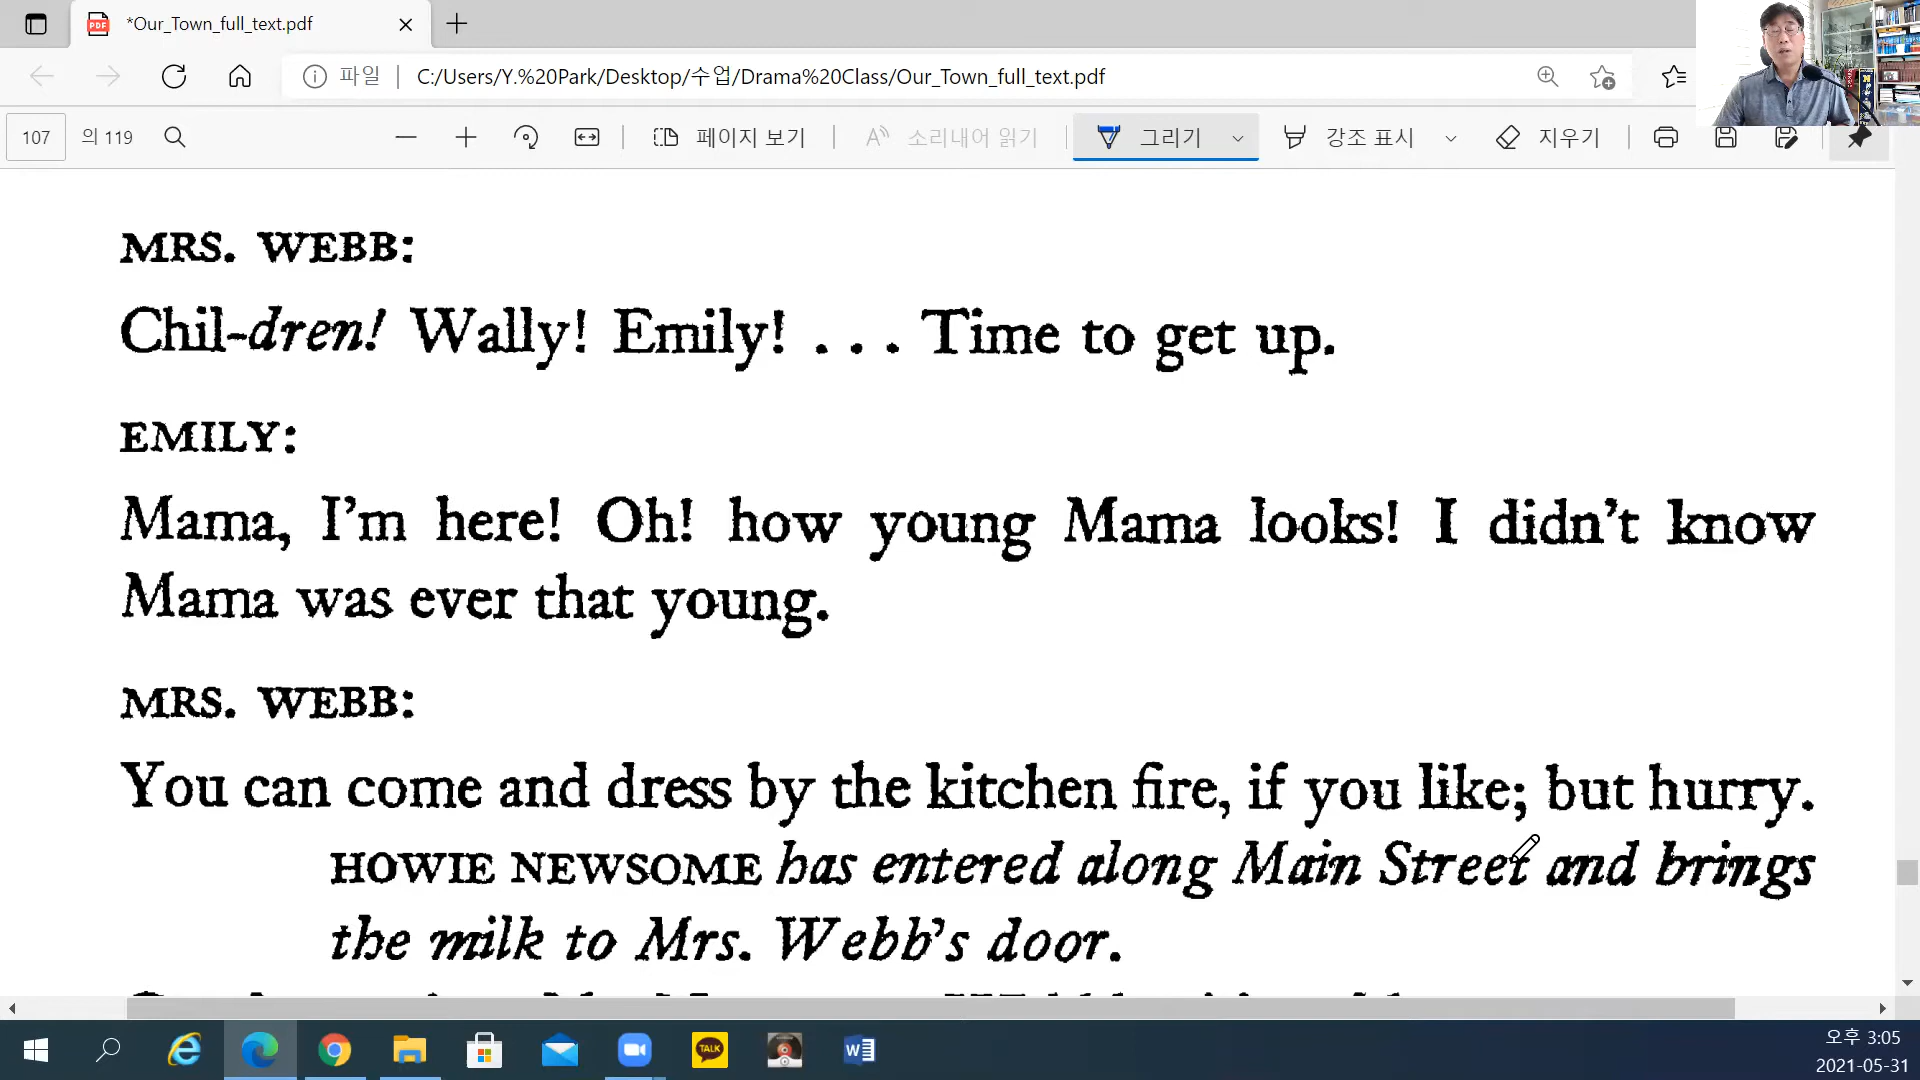 *Our_Town_full_text.pdf
파일 C:/Users/Y.%20Park/Desktop/수업/Drama%20Class/Our_Town_full_text.pdf
107 의 119 페이지 보기 소리내어 읽기 그리기 강조 표시 지우기
MRS. WEBB:
Chil-dren! Wally! Emily! . . . Time to get up.
EMILY:
Mama, I'm here! Oh! how young Mama looks! I didn't know
Mama was ever that young.
MRS. WEBB:
You can come and dress by the kitchen fire, if you like; but hurry.
HOWIE NEWSOME has entered along Main Street and brings
the milk to Mrs. Webb's door.
TALK
오후 3:05
2021-05-31